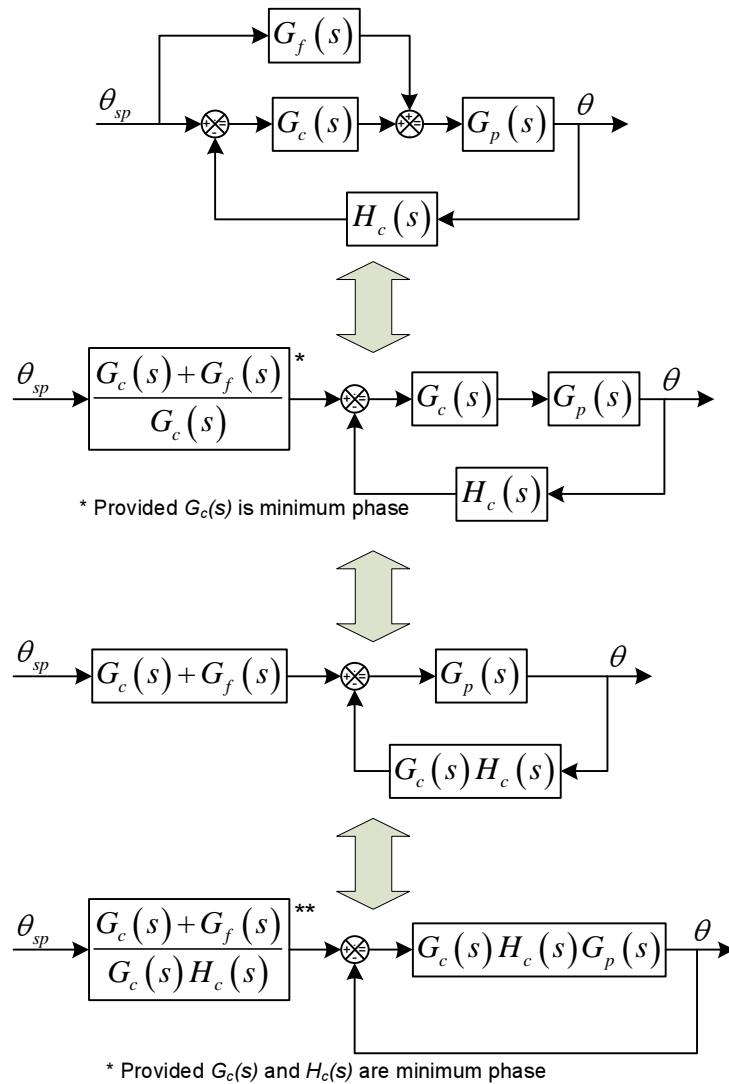 G_f(s)
θ_sp
G_c(s)
G_p(s)
θ
H_c(s)
θ_sp
G_c(s)+G_f(s)
G_c(s)
*
G_c(s)
G_p(s)
θ
H_c(s)
* Provided G_c(s) is minimum phase
θ_sp
G_c(s)+G_f(s)
G_p(s)
θ
G_c(s)H_c(s)
θ_sp
G_c(s)+G_f(s)
G_c(s)H_c(s)
**
G_c(s)H_c(s)G_p(s)
θ
* Provided G_c(s) and H_c(s) are minimum phase